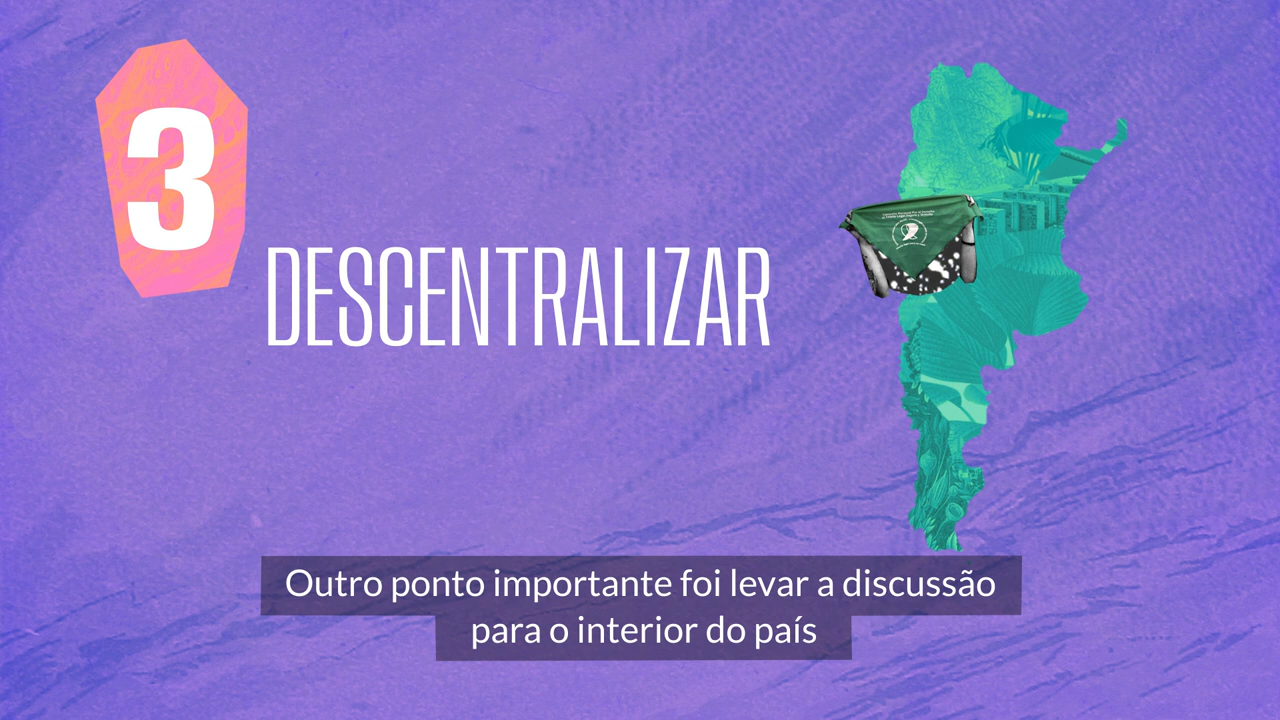 3
DESCENTRALIZAR
Outro ponto importante foi levar a discussão
para o interior do país